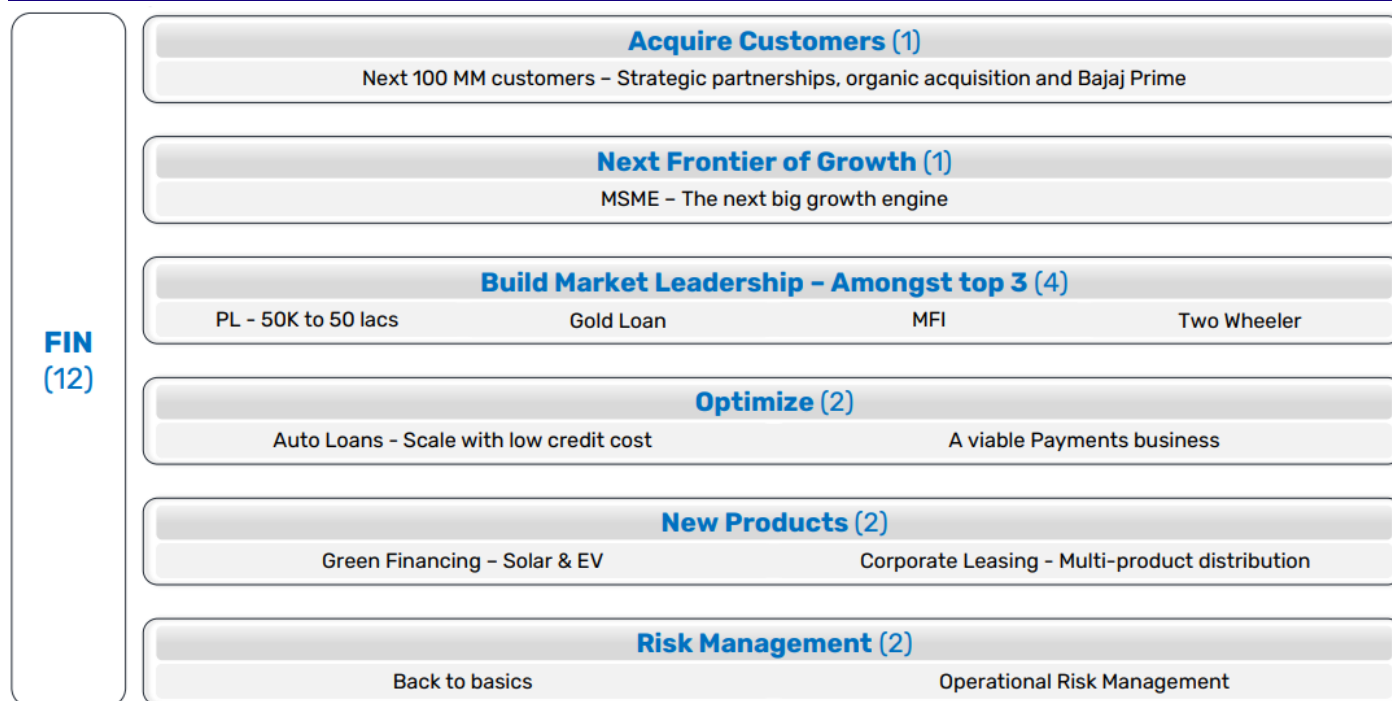 FIN
(12)
Acquire Customers (1)
Next 100 MM customers – Strategic partnerships, organic acquisition and Bajaj Prime
Next Frontier of Growth (1)
MSME – The next big growth engine
Build Market Leadership – Amongst top 3 (4)
PL - 50K to 50 lacs Gold Loan MFI Two Wheeler
Optimize (2)
Auto Loans - Scale with low credit cost A viable Payments business
New Products (2)
Green Financing – Solar & EV Corporate Leasing - Multi-product distribution
Risk Management (2)
Back to basics Operational Risk Management